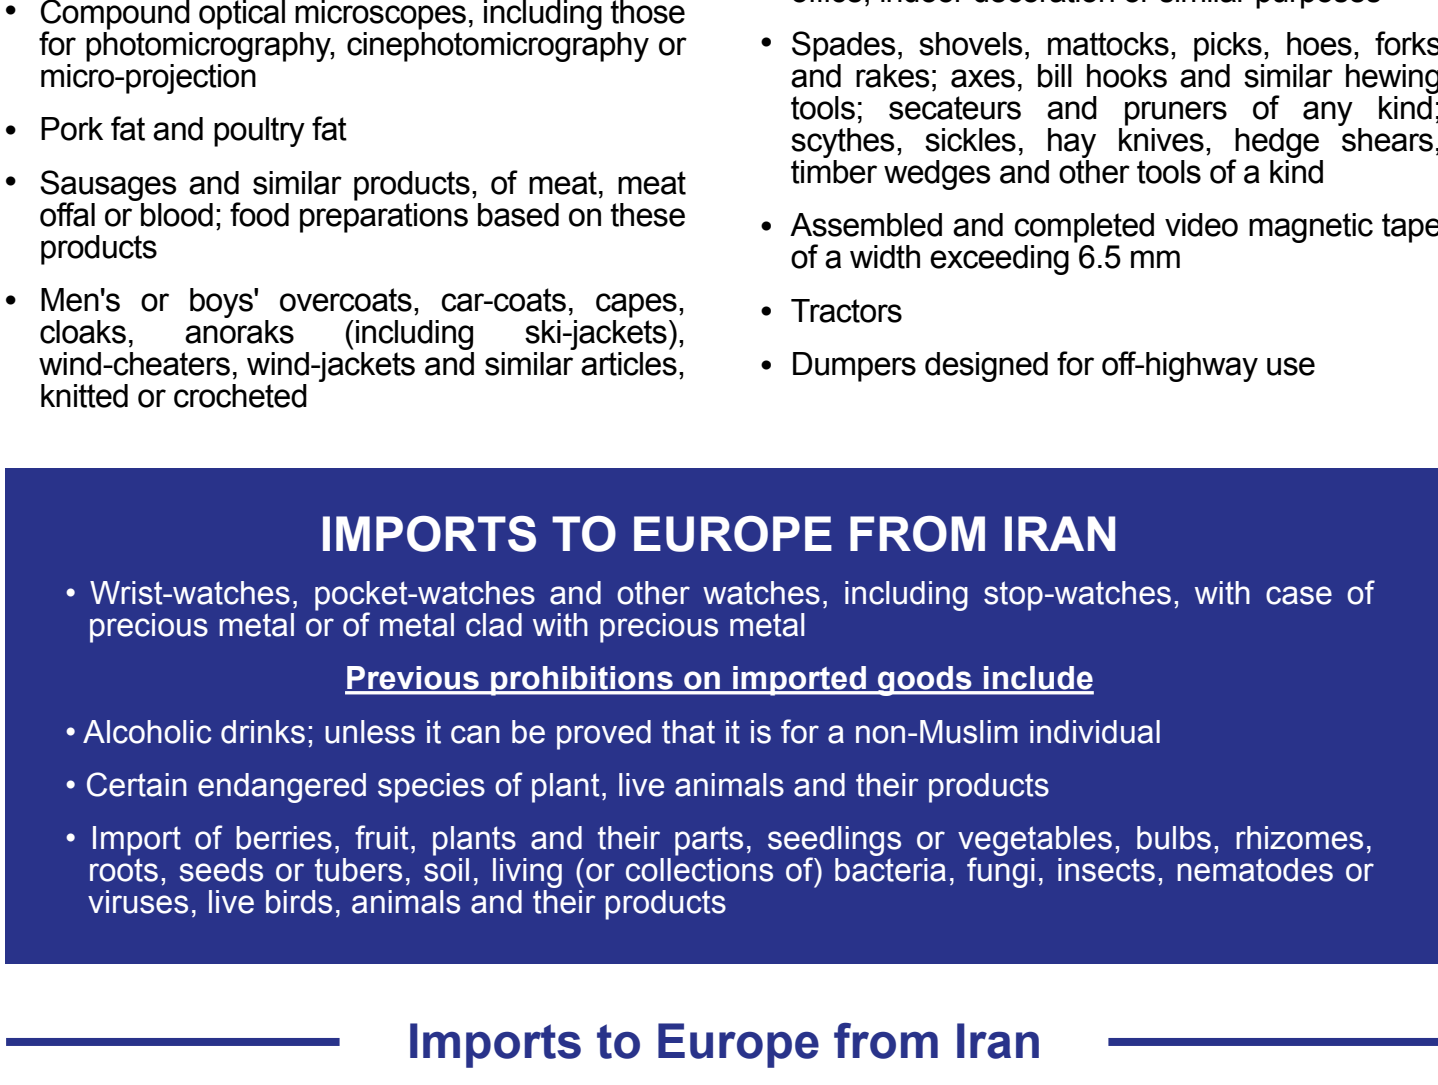 • Compound optical microscopes, including those
for photomicrography, cinephotomicrography or
micro-projection
• Pork fat and poultry fat
• Sausages and similar products, of meat, meat
offal or blood; food preparations based on these
products
• Men's or boys' overcoats, car-coats, capes,
cloaks, anoraks (including ski-jackets),
wind-cheaters, wind-jackets and similar articles,
knitted or crocheted
office, indoor decoration or similar purposes
• Spades, shovels, mattocks, picks, hoes, forks
and rakes; axes, bill hooks and similar hewing
tools; secateurs and pruners of any kind;
scythes, sickles, hay knives, hedge shears,
timber wedges and other tools of a kind
• Assembled and completed video magnetic tape
of a width exceeding 6.5 mm
• Tractors
• Dumpers designed for off-highway use
IMPORTS TO EUROPE FROM IRAN
• Wrist-watches, pocket-watches and other watches, including stop-watches, with case of
precious metal or of metal clad with precious metal
Previous prohibitions on imported goods include
• Alcoholic drinks; unless it can be proved that it is for a non-Muslim individual
• Certain endangered species of plant, live animals and their products
• Import of berries, fruit, plants and their parts, seedlings or vegetables, bulbs, rhizomes,
roots, seeds or tubers, soil, living (or collections of) bacteria, fungi, insects, nematodes or
viruses, live birds, animals and their products
Imports to Europe from Iran